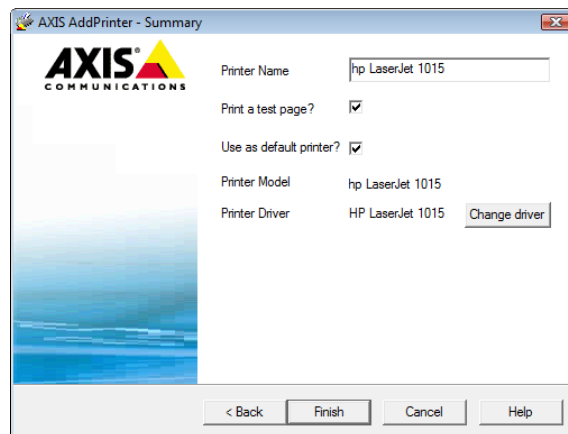 AXIS AddPrinter - Summary
AXIS
COMMUNICATIONS
Printer Name hp LaserJet 1015
Print a test page?
Use as default printer?
Printer Model hp LaserJet 1015
Printer Driver HP LaserJet 1015 Change driver
< Back Finish Cancel Help